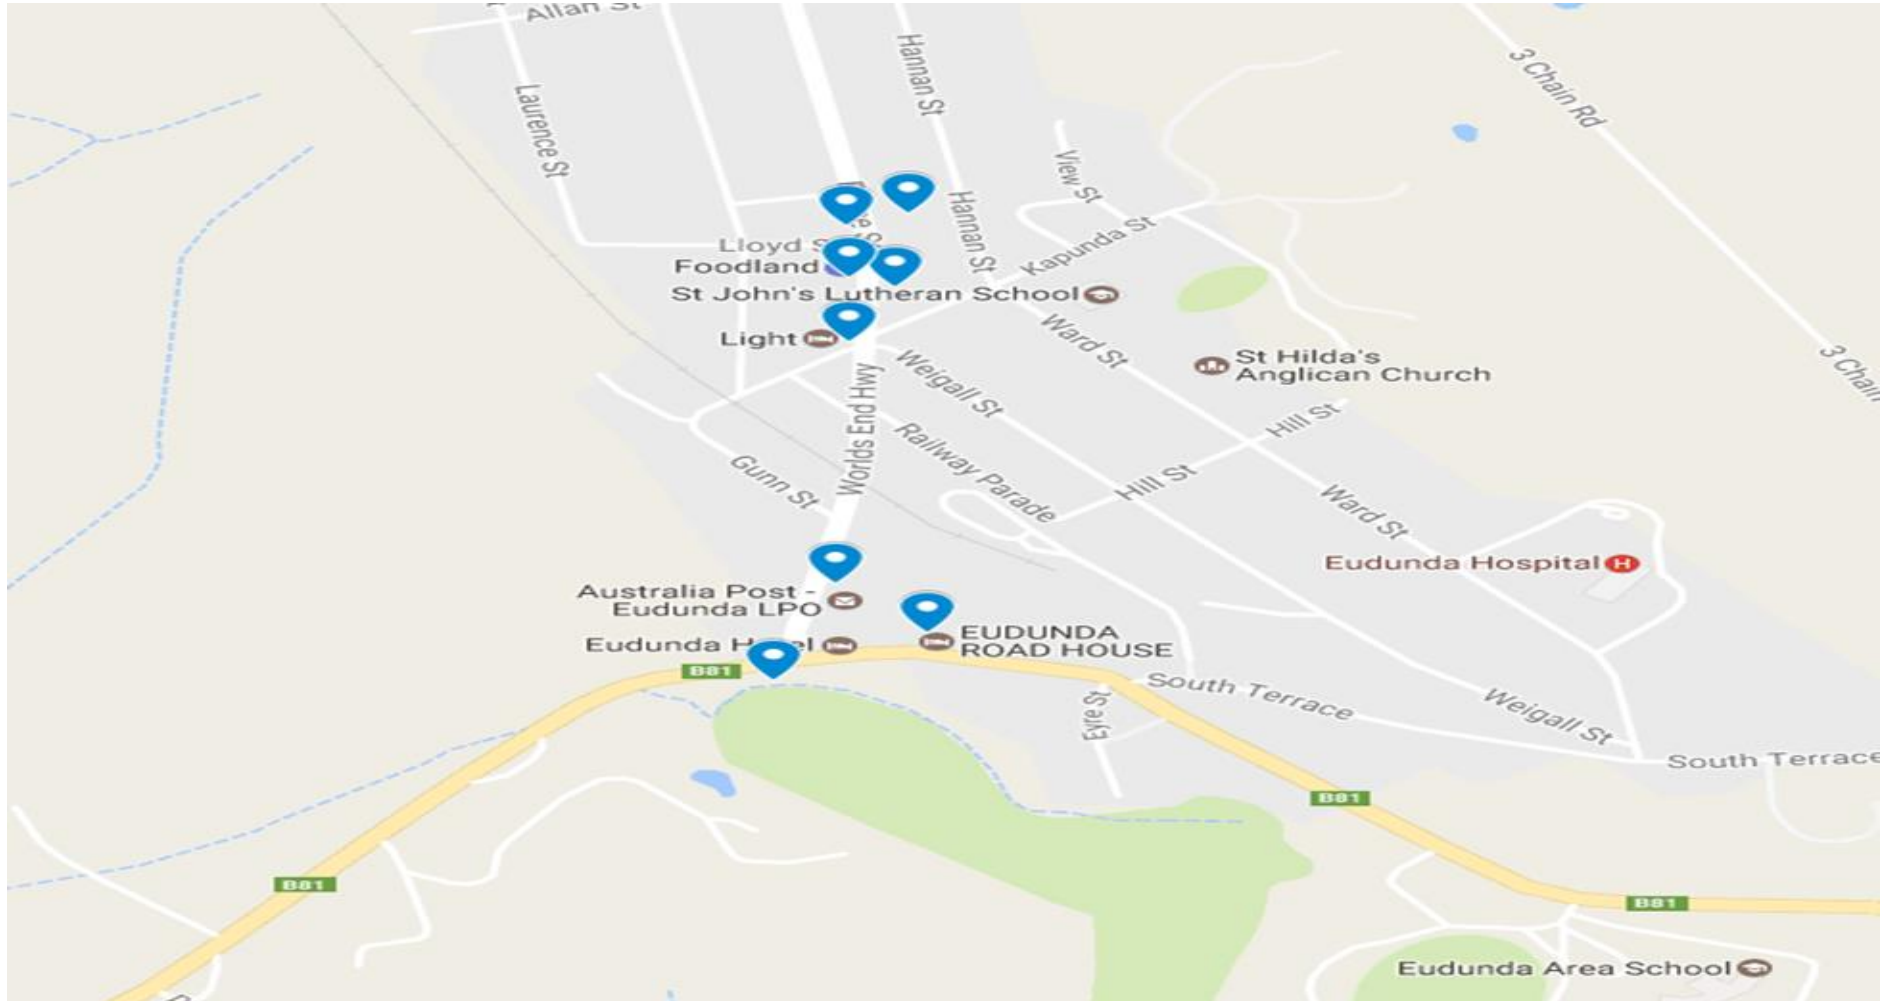 Allan St
Hannan St
3 Chain Rd
Laurence St
View St
Hannan St
Kapunda St
Lloyd
Foodland
St John's Lutheran School
Light
Ward St
3 Chain
St Hilda's
Anglican Church
Weigall St
Worlds End Hwy
Hill St
Railway Parade
Gunn St
Hill St
Ward St
Eudunda Hospital
H
Australia Post -
Eudunda LPO
EUDUNDA
ROAD HOUSE
Eudunda
B81
South Terrace
Eyre St
Weigall St
South Terrace
B81
B81
B81
Eudunda Area School